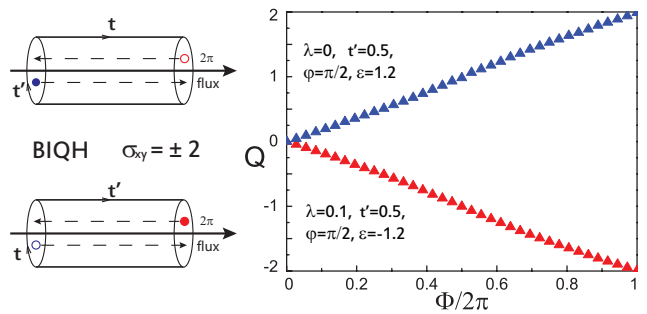 t
2π
flux
t'
BIQH σxy = ± 2
t'
2π
flux
t
Q
2
1
0
-1
-2
λ=0, t'=0.5,
φ=π/2, ε=1.2
λ=0.1, t'=0.5,
φ=π/2, ε=-1.2
0 0.2 0.4 0.6 0.8 1
Φ/2π